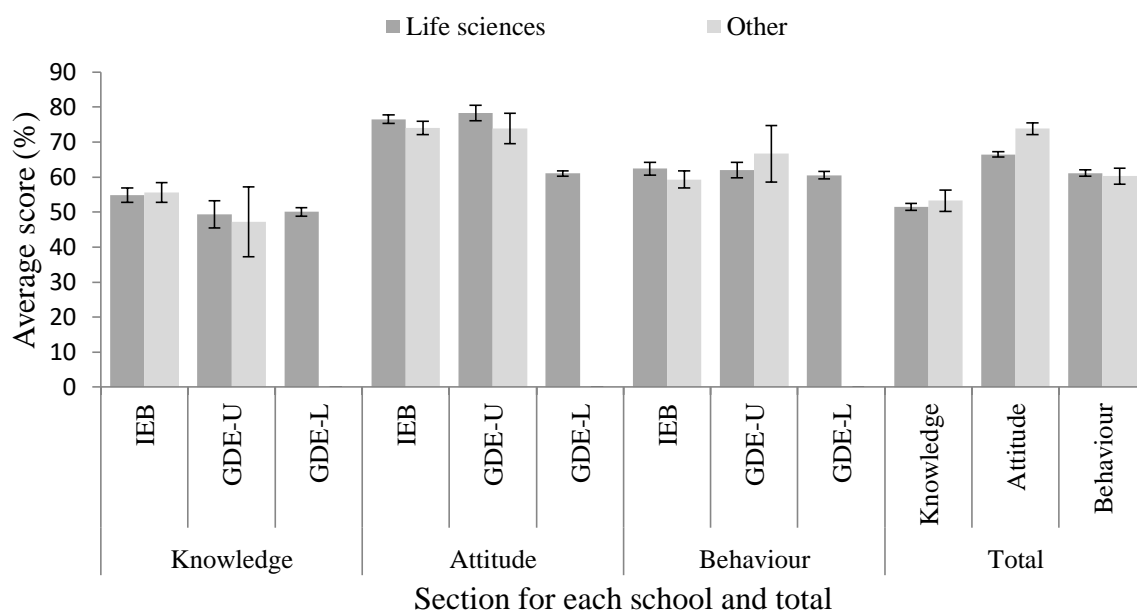 Life sciences Other
Average score (%)
90
80
70
60
50
40
30
20
10
0
IEB GDE-U GDE-L IEB GDE-U GDE-L IEB GDE-U GDE-L Knowledge Attitude Behaviour
Knowledge Attitude Behaviour Total
Section for each school and total